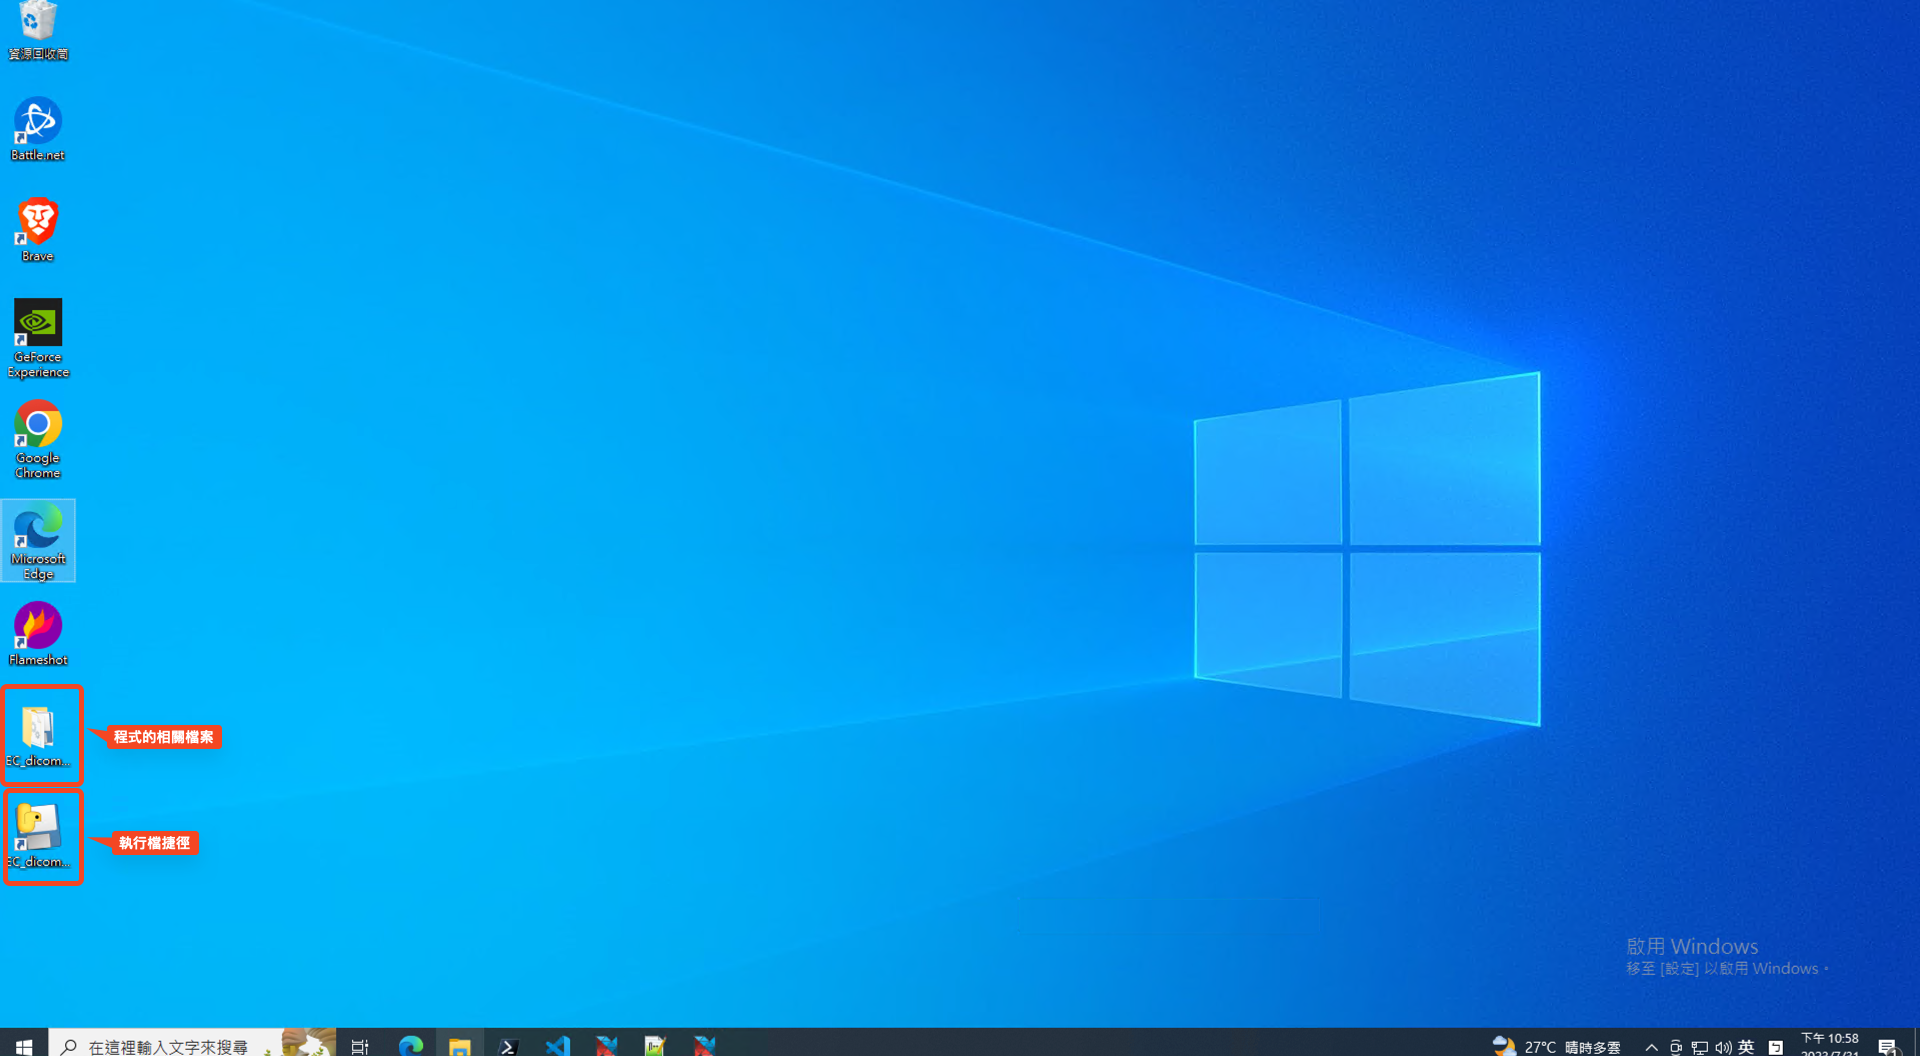 資源回收筒
Battle.net
Brave
GeForce
Experience
Google
Chrome
Microsoft
Edge
Flameshot
EC_dicom...
程式的相關檔案
EC_dicom...
執行檔捷徑
啟用 Windows
移至 [設定] 以啟用 Windows。
在這裡輸入文字來搜尋
27°C 晴時多雲
英
下午 10:58